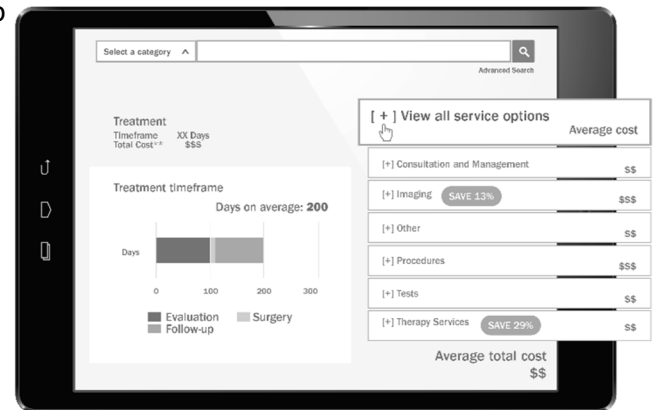 Select a category
Advanced Search
Treatment
Timeframe XX Days
Total Cost** $$$
[ + ] View all service options
Average cost
[+] Consultation and Management $$
[+] Imaging SAVE 13% $$$
[+] Other $$
[+] Procedures $$$
[+] Tests $$
[+] Therapy Services SAVE 29% $$
Average total cost
$$
Treatment timeframe
Days on average: 200
Days
0 100 200 300
Evaluation Surgery
Follow-up